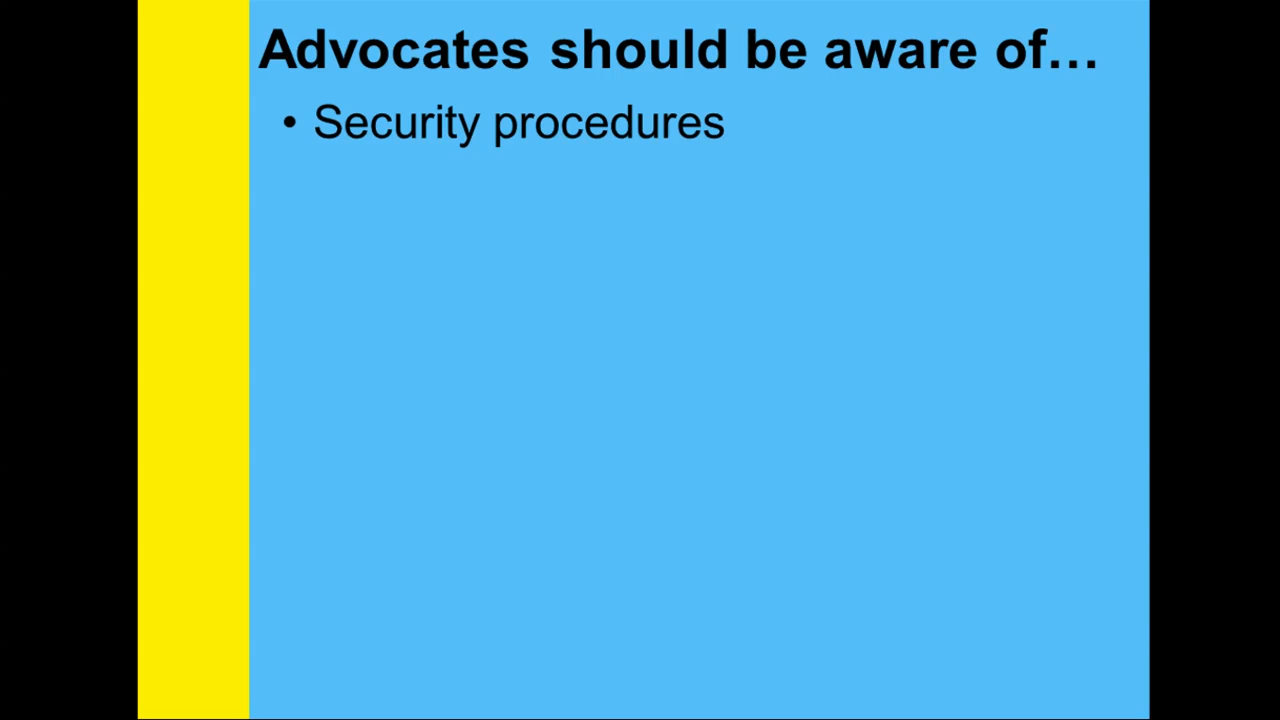 Advocates should be aware of…
• Security procedures